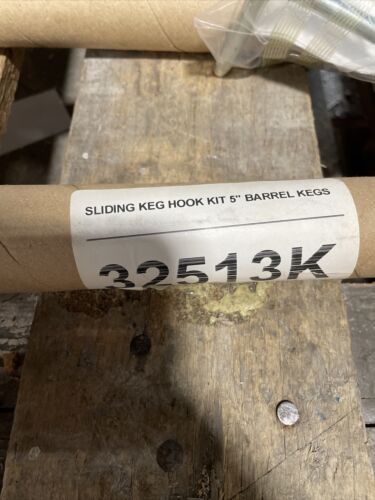 SLIDING KEG HOOK KIT 5" BARREL KEGS
32513K